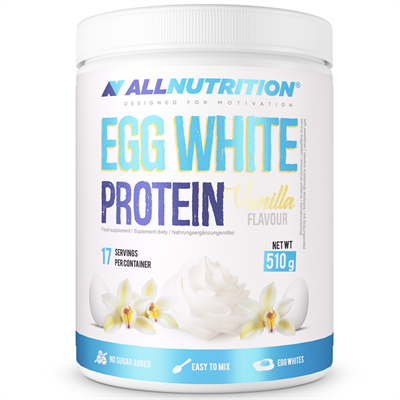 ALLNUTRITION®
DESIGNED FOR MOTIVATION
EGG WHITE
PROTEIN Vanilla
FLAVOUR
Food supplement / Suplement diety / Nahrungsergänzungsmittel
17 SERVINGS
PER CONTAINER
NET WT
510g
NO SUGAR ADDED
EASY TO MIX
EGG WHITES